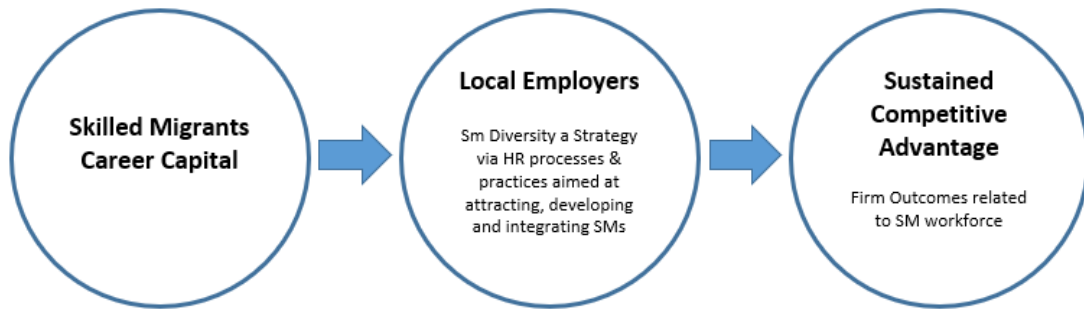 Skilled Migrants
Career Capital
Local Employers
Sm Diversity a Strategy
via HR processes &
practices aimed at
attracting, developing
and integrating SMs
Sustained
Competitive
Advantage
Firm Outcomes related
to SM workforce